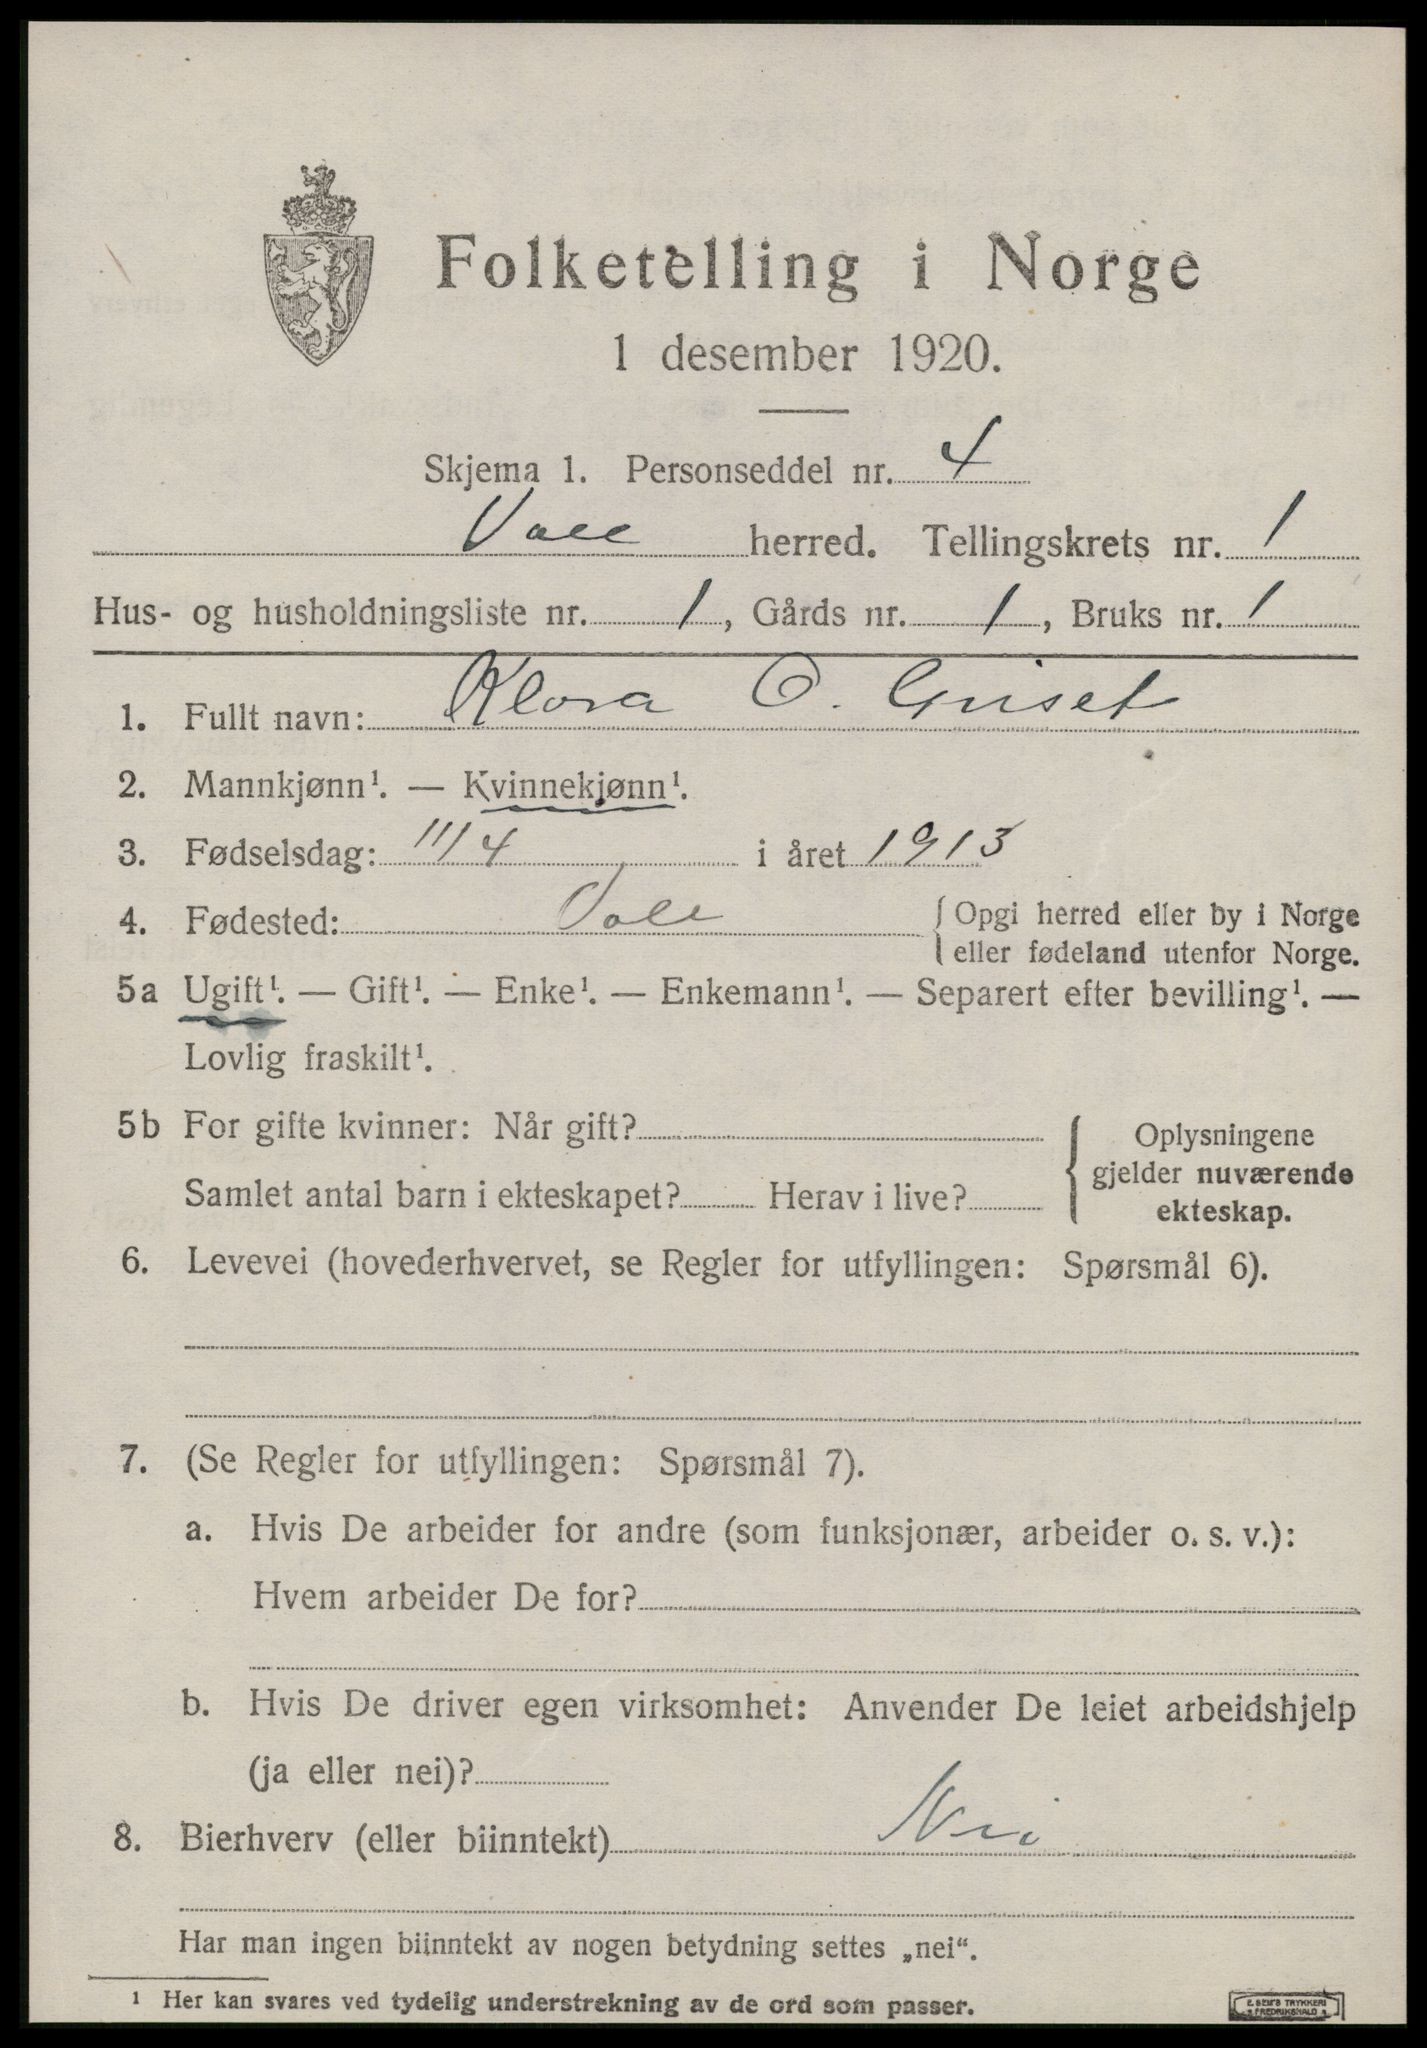 Folketelling i Norge
1 desember 1920.
Skjema 1. Personseddel nr. 4
Voll herred. Tellingskrets nr. 1
Hus- og husholdningsliste nr. 1, Gårds nr. 1, Bruks nr. 1
1. Fullt navn: Klara O. Griset
2. Mannkjønn¹. — Kvinnekjønn¹.
3. Fødselsdag: 11/4 i året 1913
4. Fødested: Voll { Opgi herred eller by i Norge
eller fødeland utenfor Norge.
5a Ugift¹. — Gift¹. — Enke¹. — Enkemann¹. — Separert efter bevilling¹. —
Lovlig fraskilt¹.
5b For gifte kvinner: Når gift? { Oplysningene
gjelder nuværende
Samlet antal barn i ekteskapet? Herav i live? ekteskap.
6. Levevei (hovederhvervet, se Regler for utfyllingen: Spørsmål 6).
7. (Se Regler for utfyllingen: Spørsmål 7).
a. Hvis De arbeider for andre (som funksjonær, arbeider o. s. v.):
Hvem arbeider De for?
b. Hvis De driver egen virksomhet: Anvender De leiet arbeidshjelp
(ja eller nei)?
8. Bierhverv (eller biinntekt) Nei
Har man ingen biinntekt av nogen betydning settes „nei“.
¹ Her kan svares ved tydelig understrekning av de ord som passer.
E. SEM'S TRYKKERI
FREDRIKSHALD